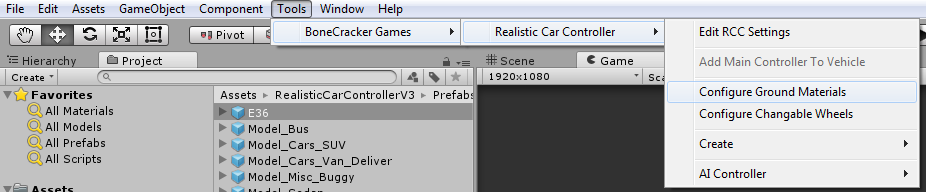 File Edit Assets GameObject Component Tools Window Help
Pivot
BoneCracker Games
Realistic Car Controller
Edit RCC Settings
Add Main Controller To Vehicle
Configure Ground Materials
Configure Changable Wheels
Create
AI Controller
Hierarchy Project
Create
Favorites
All Materials
All Models
All Prefabs
All Scripts
Assets
Assets RealisticCarControllerV3 Prefabs
E36
Model_Bus
Model_Cars_SUV
Model_Cars_Van_Deliver
Model_Misc_Buggy
Scene Game
1920x1080 Sca